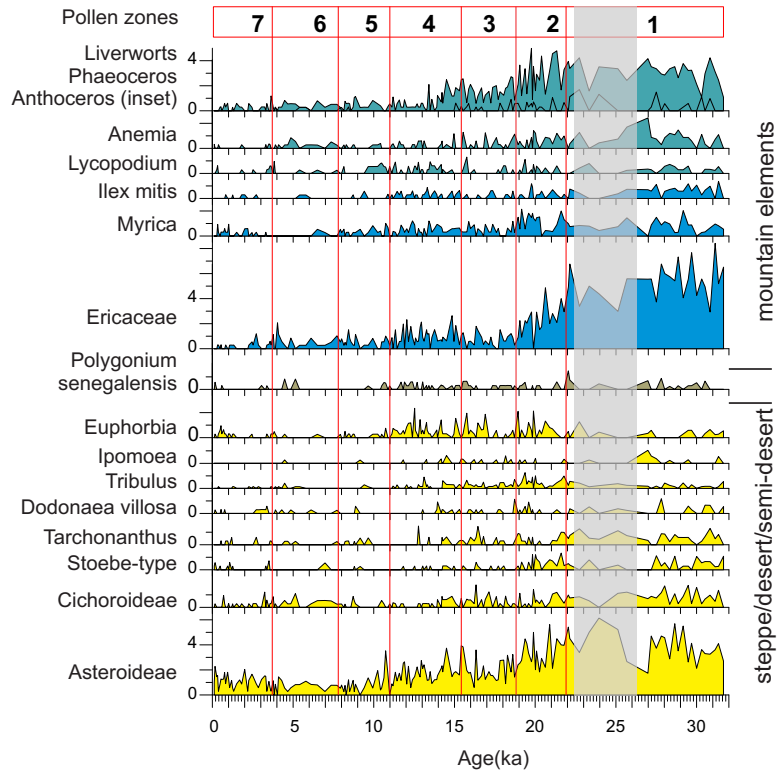 Pollen zones 7 6 5 4 3 2 1
Liverworts
Phaeoceros
Anthoceros (inset)
4
0
Anemia
0
Lycopodium
0
Ilex mitis
0
Myrica
0
Ericaceae
4
0
Polygonium
senegalensis
0
Euphorbia
0
Ipomoea
0
Tribulus
0
Dodonaea villosa
0
Tarchonanthus
0
Stoebe-type
0
Cichoroideae
0
Asteroideae
4
0
0 5 10 15 20 25 30
Age(ka)
mountain elements
steppe/desert/semi-desert